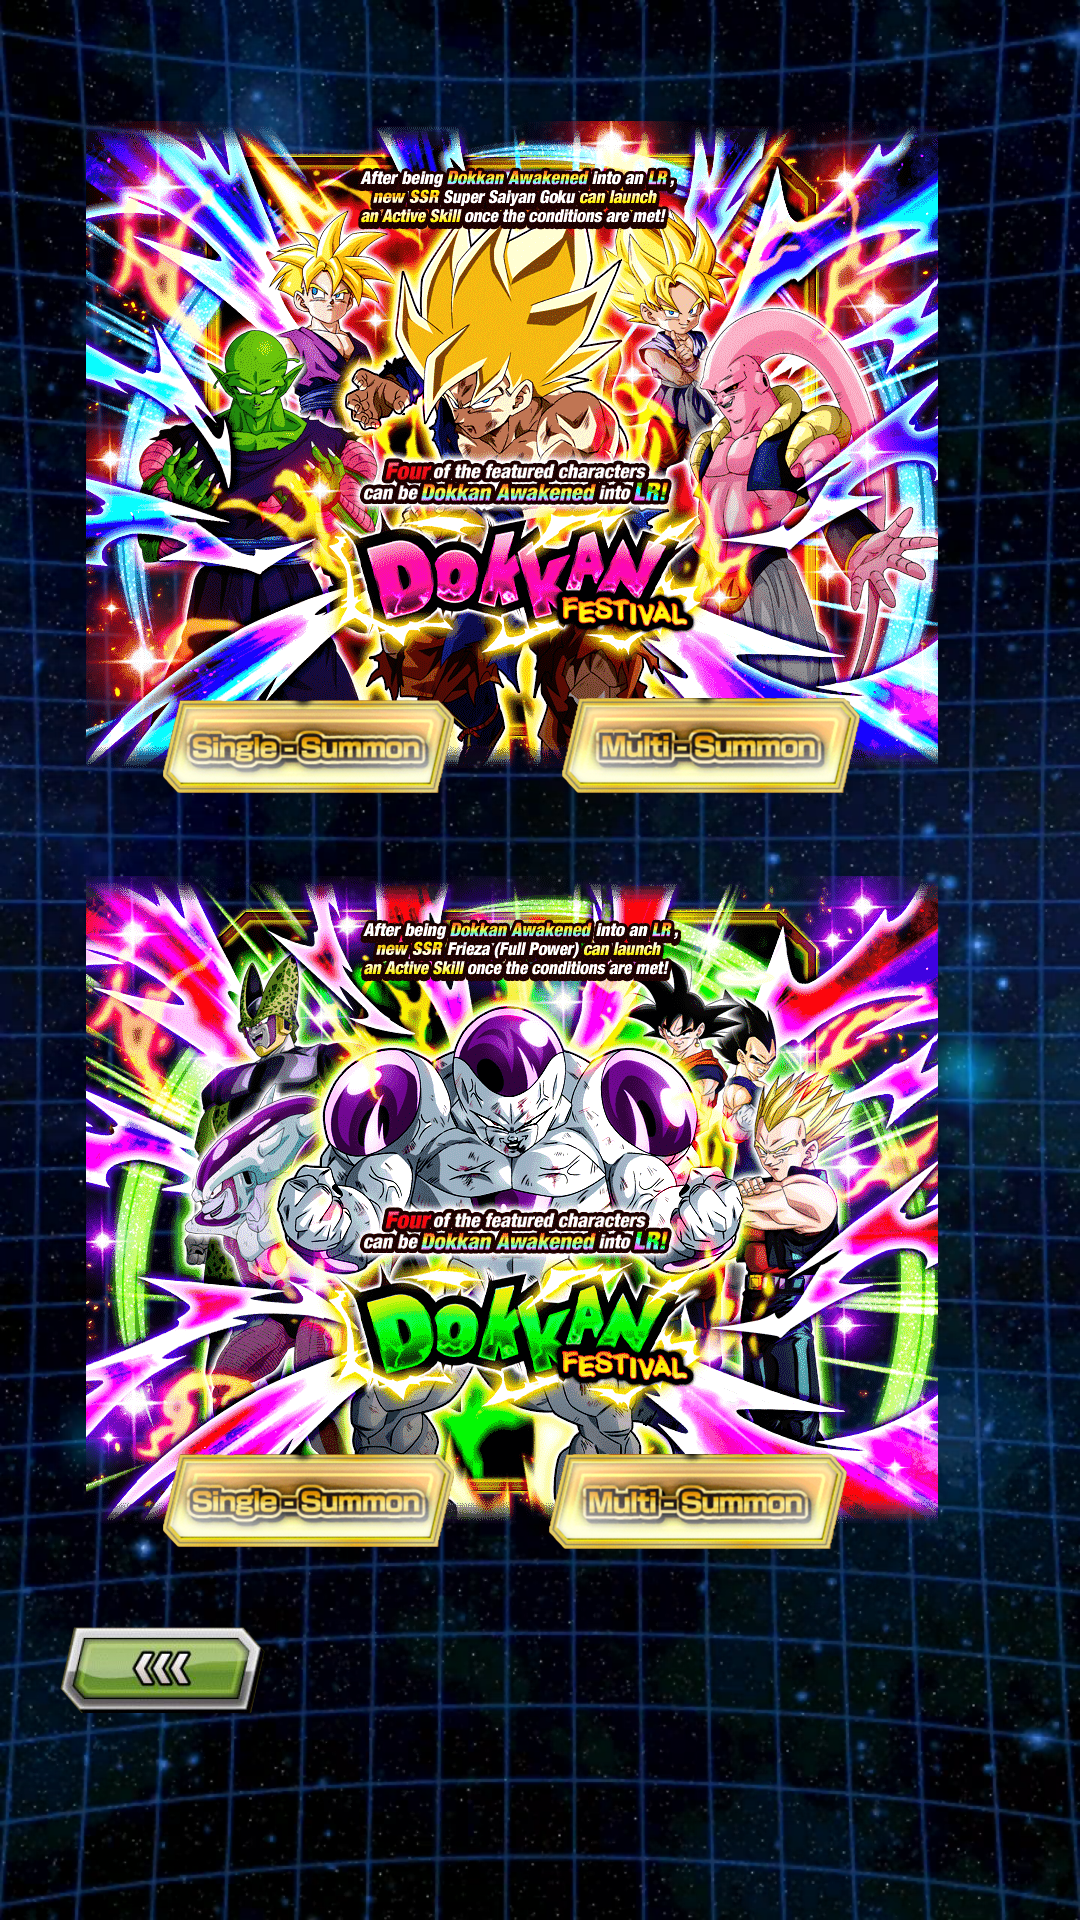 After being Dokkan Awakened into an LR,
new SSR Super Saiyan Goku can launch
an Active Skill once the conditions are met!
Four of the featured characters
can be Dokkan Awakened into LR!
DOKKAN
FESTIVAL
Single-Summon
Multi-Summon
After being Dokkan Awakened into an LR,
new SSR Frieza (Full Power) can launch
an Active Skill once the conditions are met!
Four of the featured characters
can be Dokkan Awakened into LR!
DOKKAN
FESTIVAL
Single-Summon
Multi-Summon